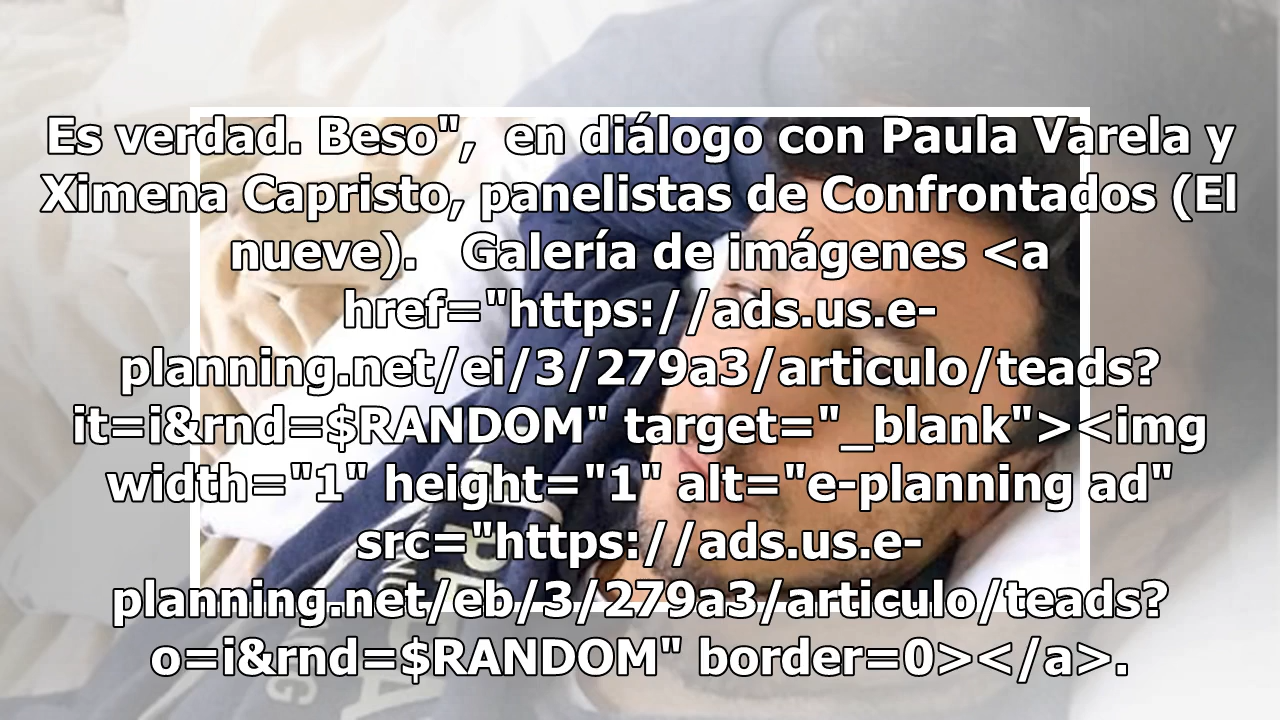 Es verdad. Beso",  en diálogo con Paula Varela y
Ximena Capristo, panelistas de Confrontados (El
nueve).   Galería de imágenes <a
href="https://ads.us.e-
planning.net/ei/3/279a3/articulo/teads?
it=i&rnd=$RANDOM" target="_blank"><img
width="1" height="1" alt="e-planning ad"
src="https://ads.us.e-
planning.net/eb/3/279a3/articulo/teads?
o=i&rnd=$RANDOM" border=0></a>.